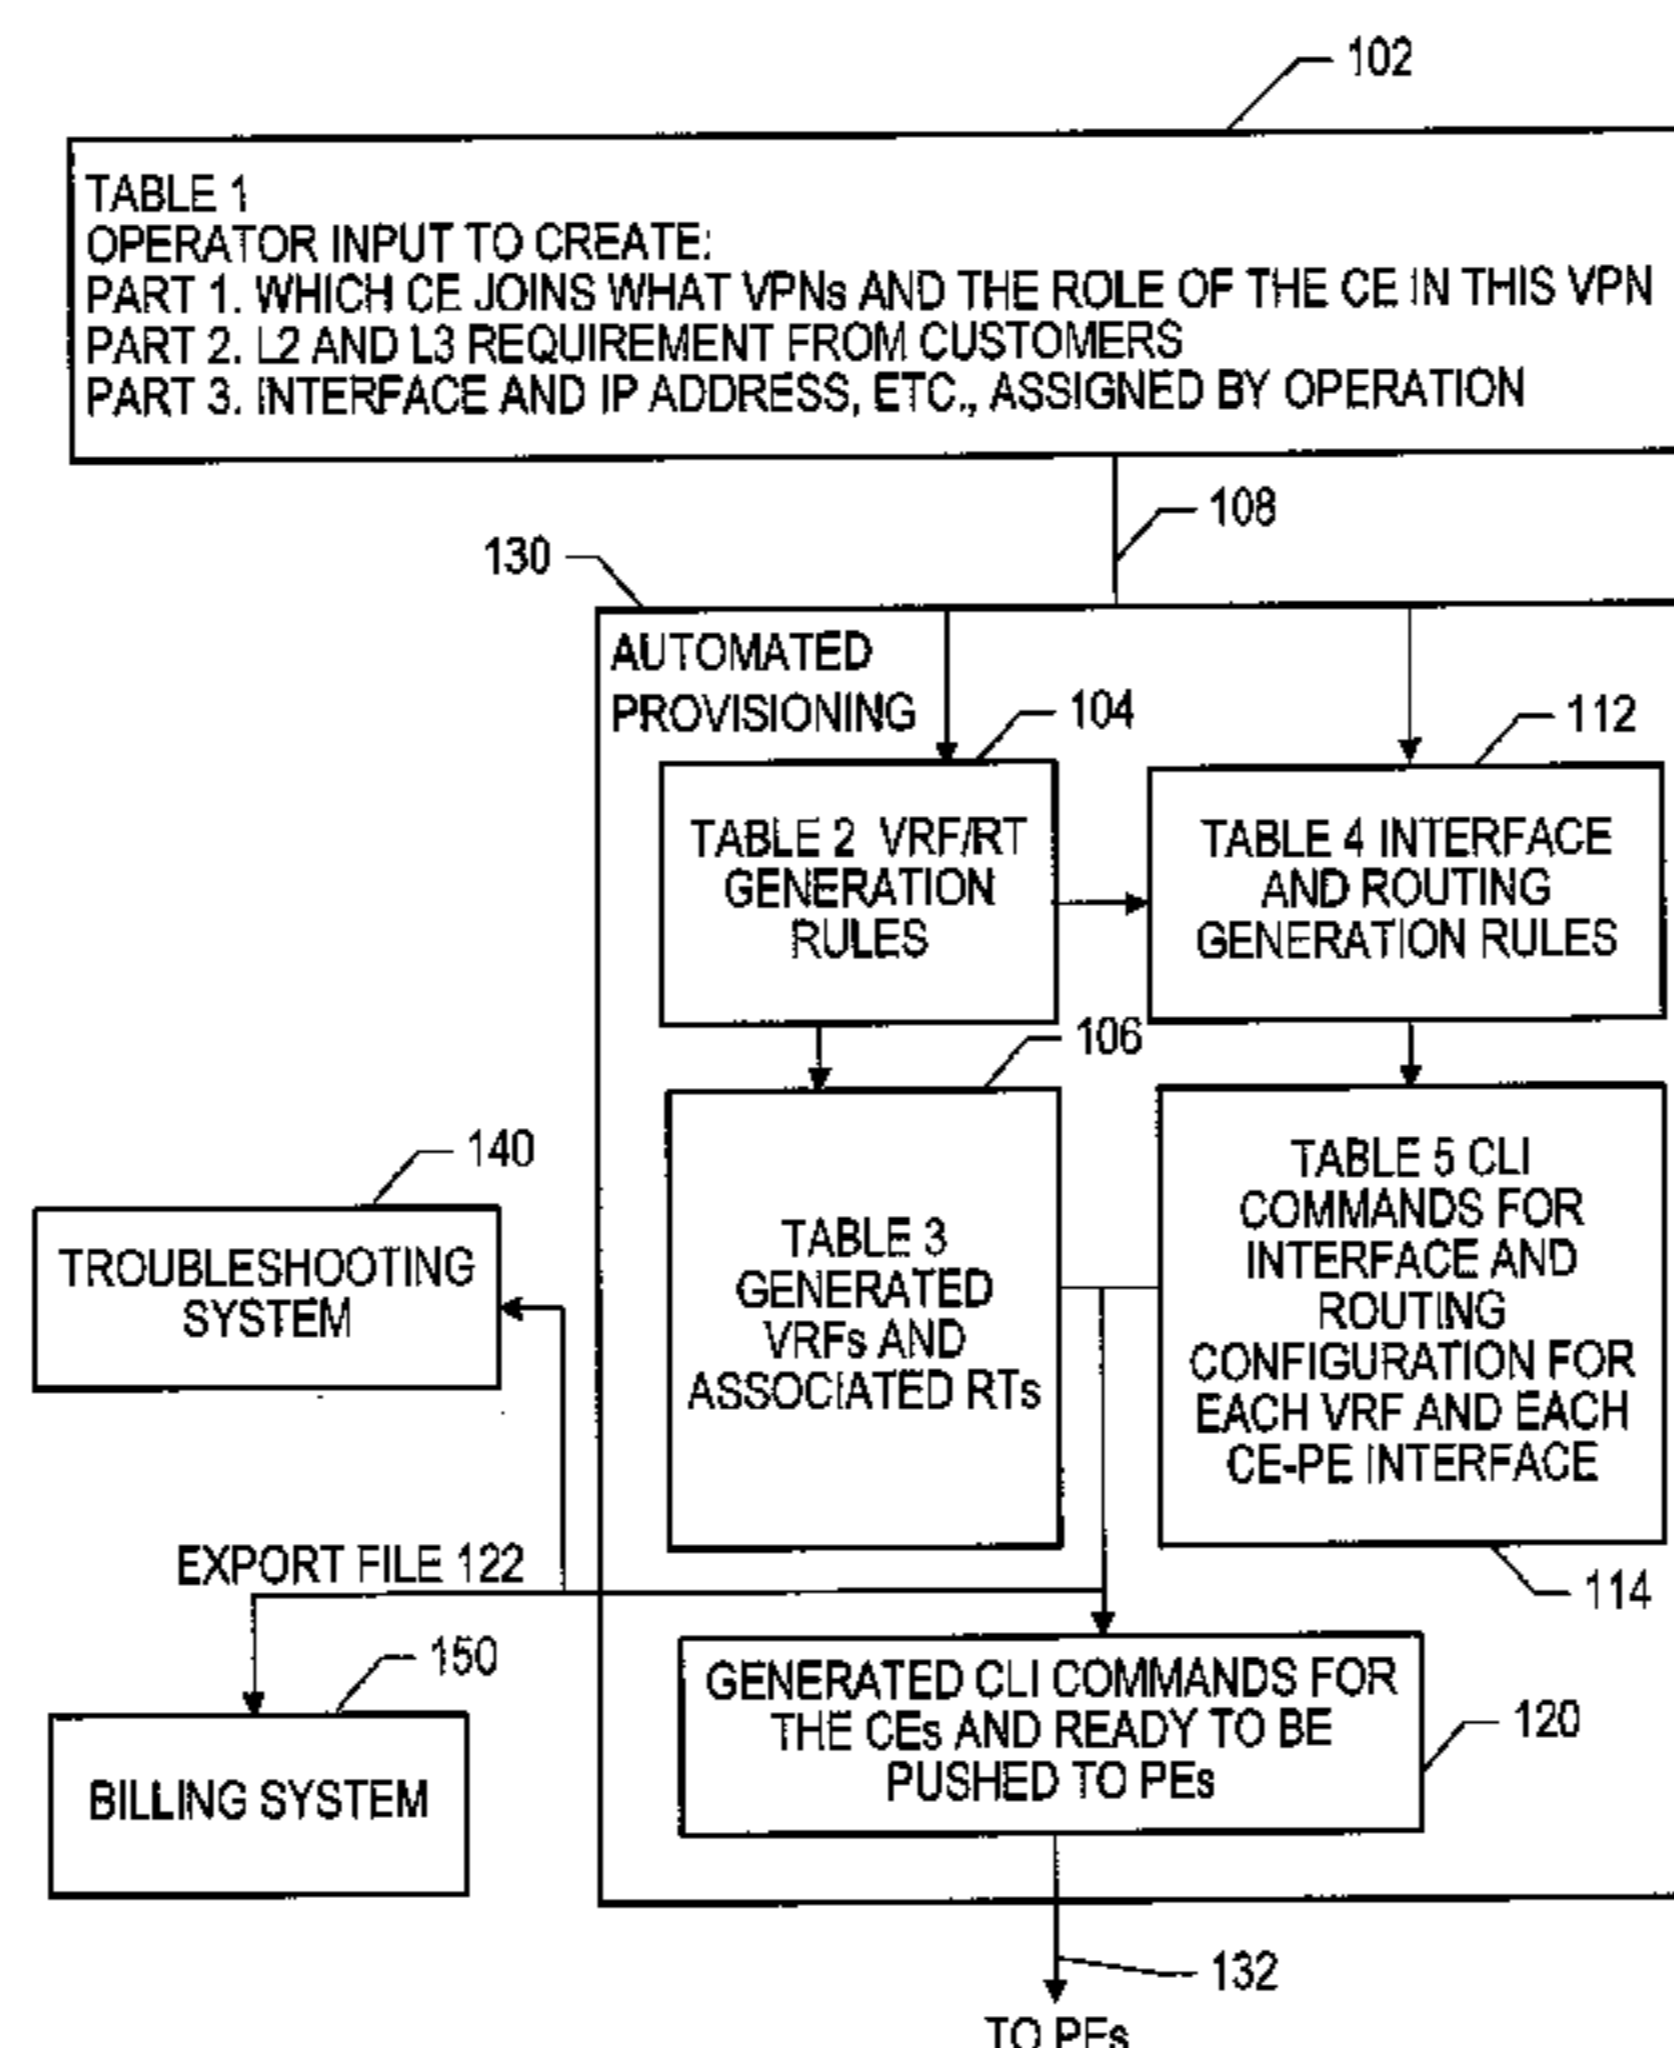 102
TABLE 1
OPERATOR INPUT TO CREATE:
PART 1. WHICH CE JOINS WHAT VPNs AND THE ROLE OF THE CE IN THIS VPN
PART 2. L2 AND L3 REQUIREMENT FROM CUSTOMERS
PART 3. INTERFACE AND IP ADDRESS, ETC., ASSIGNED BY OPERATION
108
130
AUTOMATED
PROVISIONING
104
112
TABLE 2 VRF/RT
GENERATION
RULES
TABLE 4 INTERFACE
AND ROUTING
GENERATION RULES
106
140
TROUBLESHOOTING
SYSTEM
TABLE 3
GENERATED
VRFs AND
ASSOCIATED RTs
TABLE 5 CLI
COMMANDS FOR
INTERFACE AND
ROUTING
CONFIGURATION FOR
EACH VRF AND EACH
CE-PE INTERFACE
EXPORT FILE 122
114
150
BILLING SYSTEM
GENERATED CLI COMMANDS FOR
THE CEs AND READY TO BE
PUSHED TO PEs
120
132
TO PEs